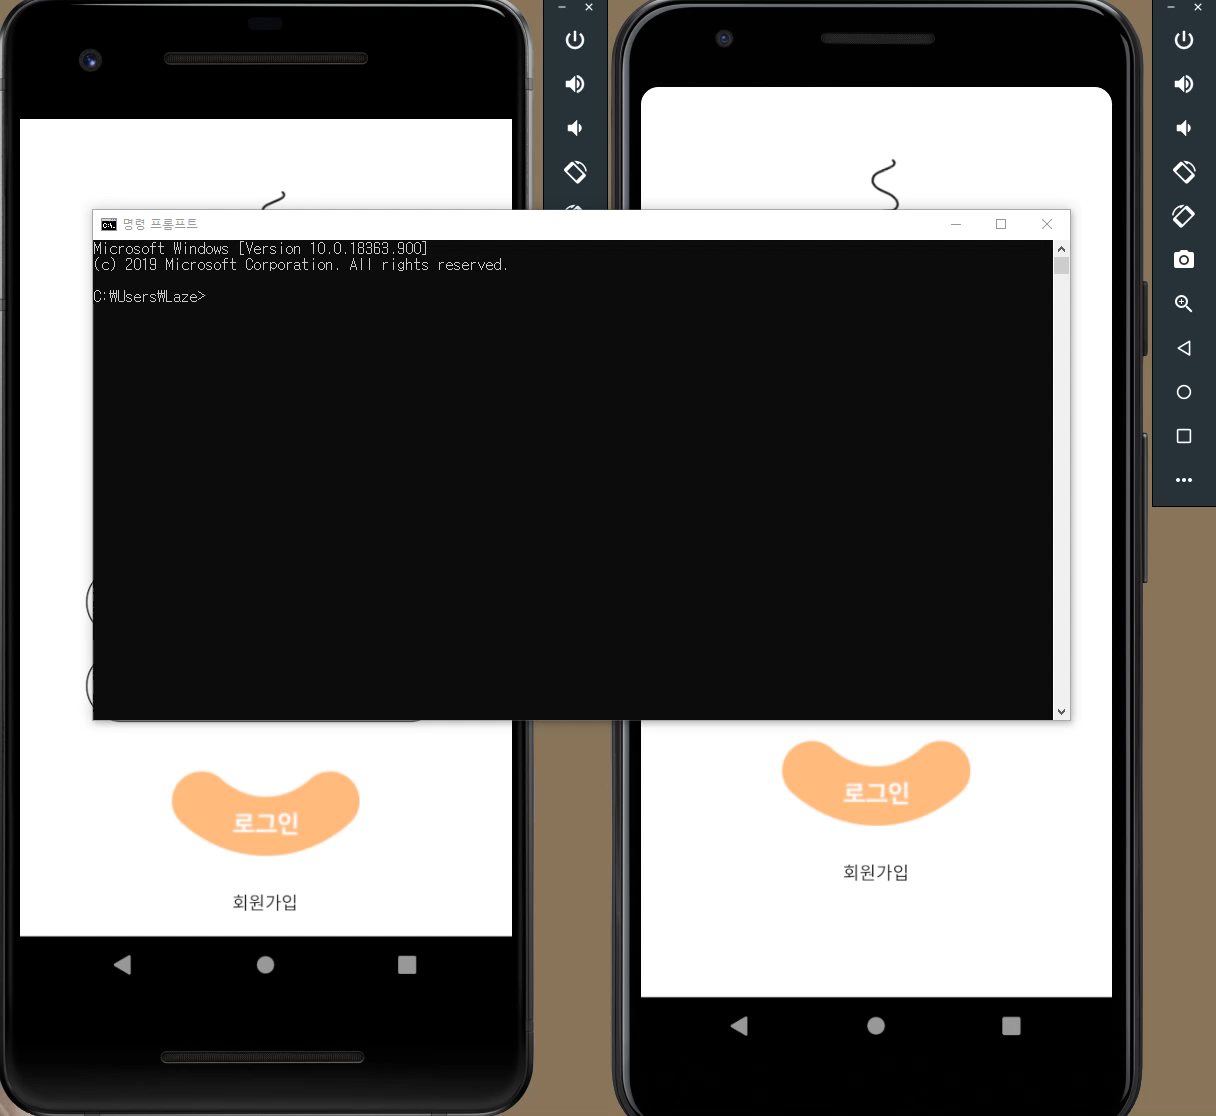 명령 프롬프트
Microsoft Windows [Version 10.0.18363.900]
(c) 2019 Microsoft Corporation. All rights reserved.
C:₩Users₩Laze>
로그인
회원가입
로그인
회원가입